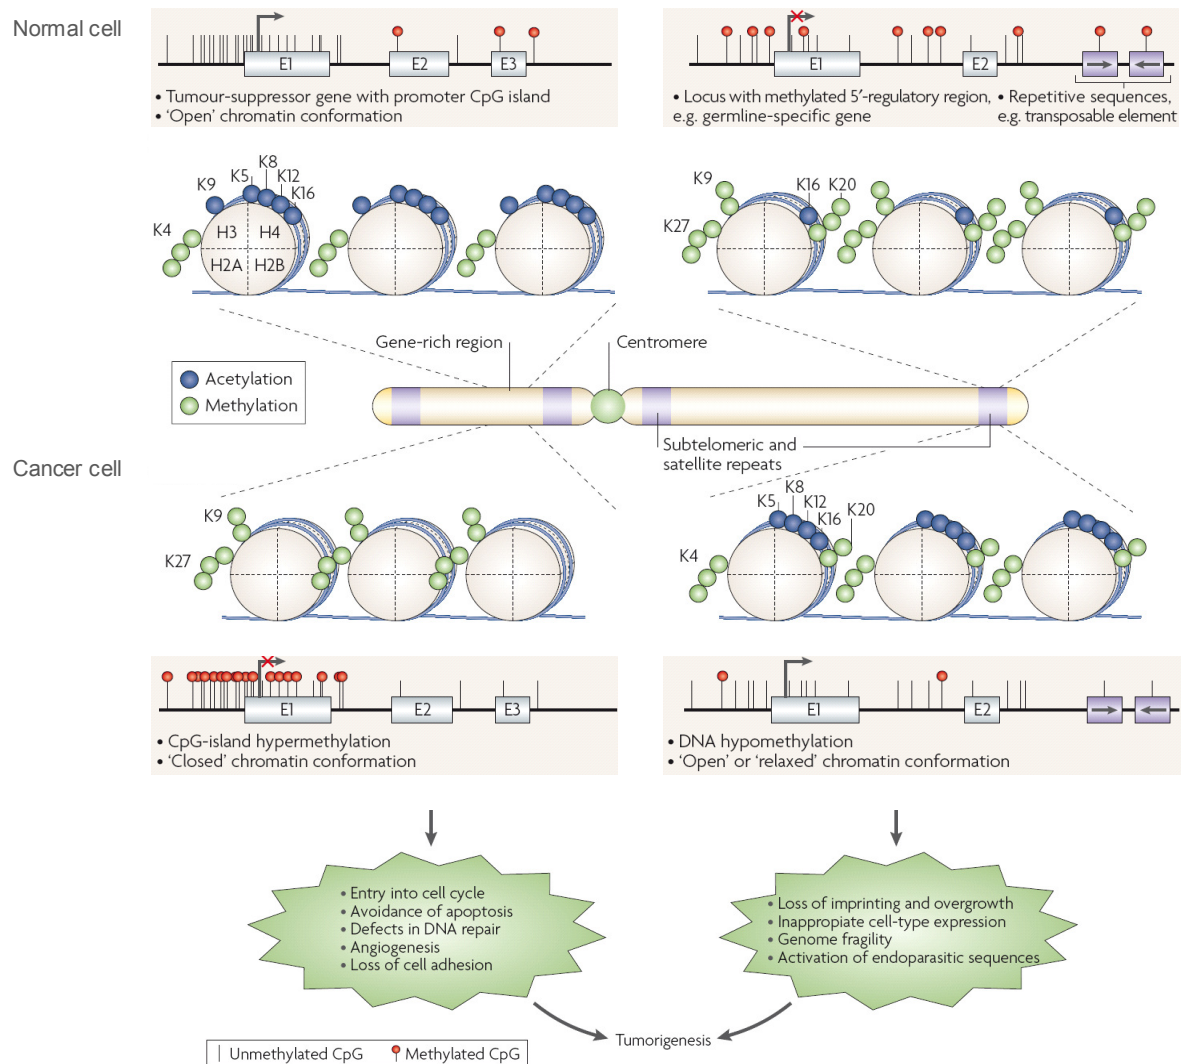 Normal cell
E1
E2
E3
• Tumour-suppressor gene with promoter CpG island
• ‘Open’ chromatin conformation
E1
E2
• Locus with methylated 5′-regulatory region,
e.g. germline-specific gene
• Repetitive sequences,
e.g. transposable element
K4
K9
K5
K8
K12
K16
H3
H4
H2A
H2B
K9
K27
K16
K20
Gene-rich region
Centromere
Acetylation
Methylation
Subtelomeric and
satellite repeats
Cancer cell
K9
K27
K5
K8
K12
K16
K20
K4
E1
E2
E3
• CpG-island hypermethylation
• ‘Closed’ chromatin conformation
E1
E2
• DNA hypomethylation
• ‘Open’ or ‘relaxed’ chromatin conformation
• Entry into cell cycle
• Avoidance of apoptosis
• Defects in DNA repair
• Angiogenesis
• Loss of cell adhesion
• Loss of imprinting and overgrowth
• Inappropiate cell-type expression
• Genome fragility
• Activation of endoparasitic sequences
Tumorigenesis
Unmethylated CpG
Methylated CpG